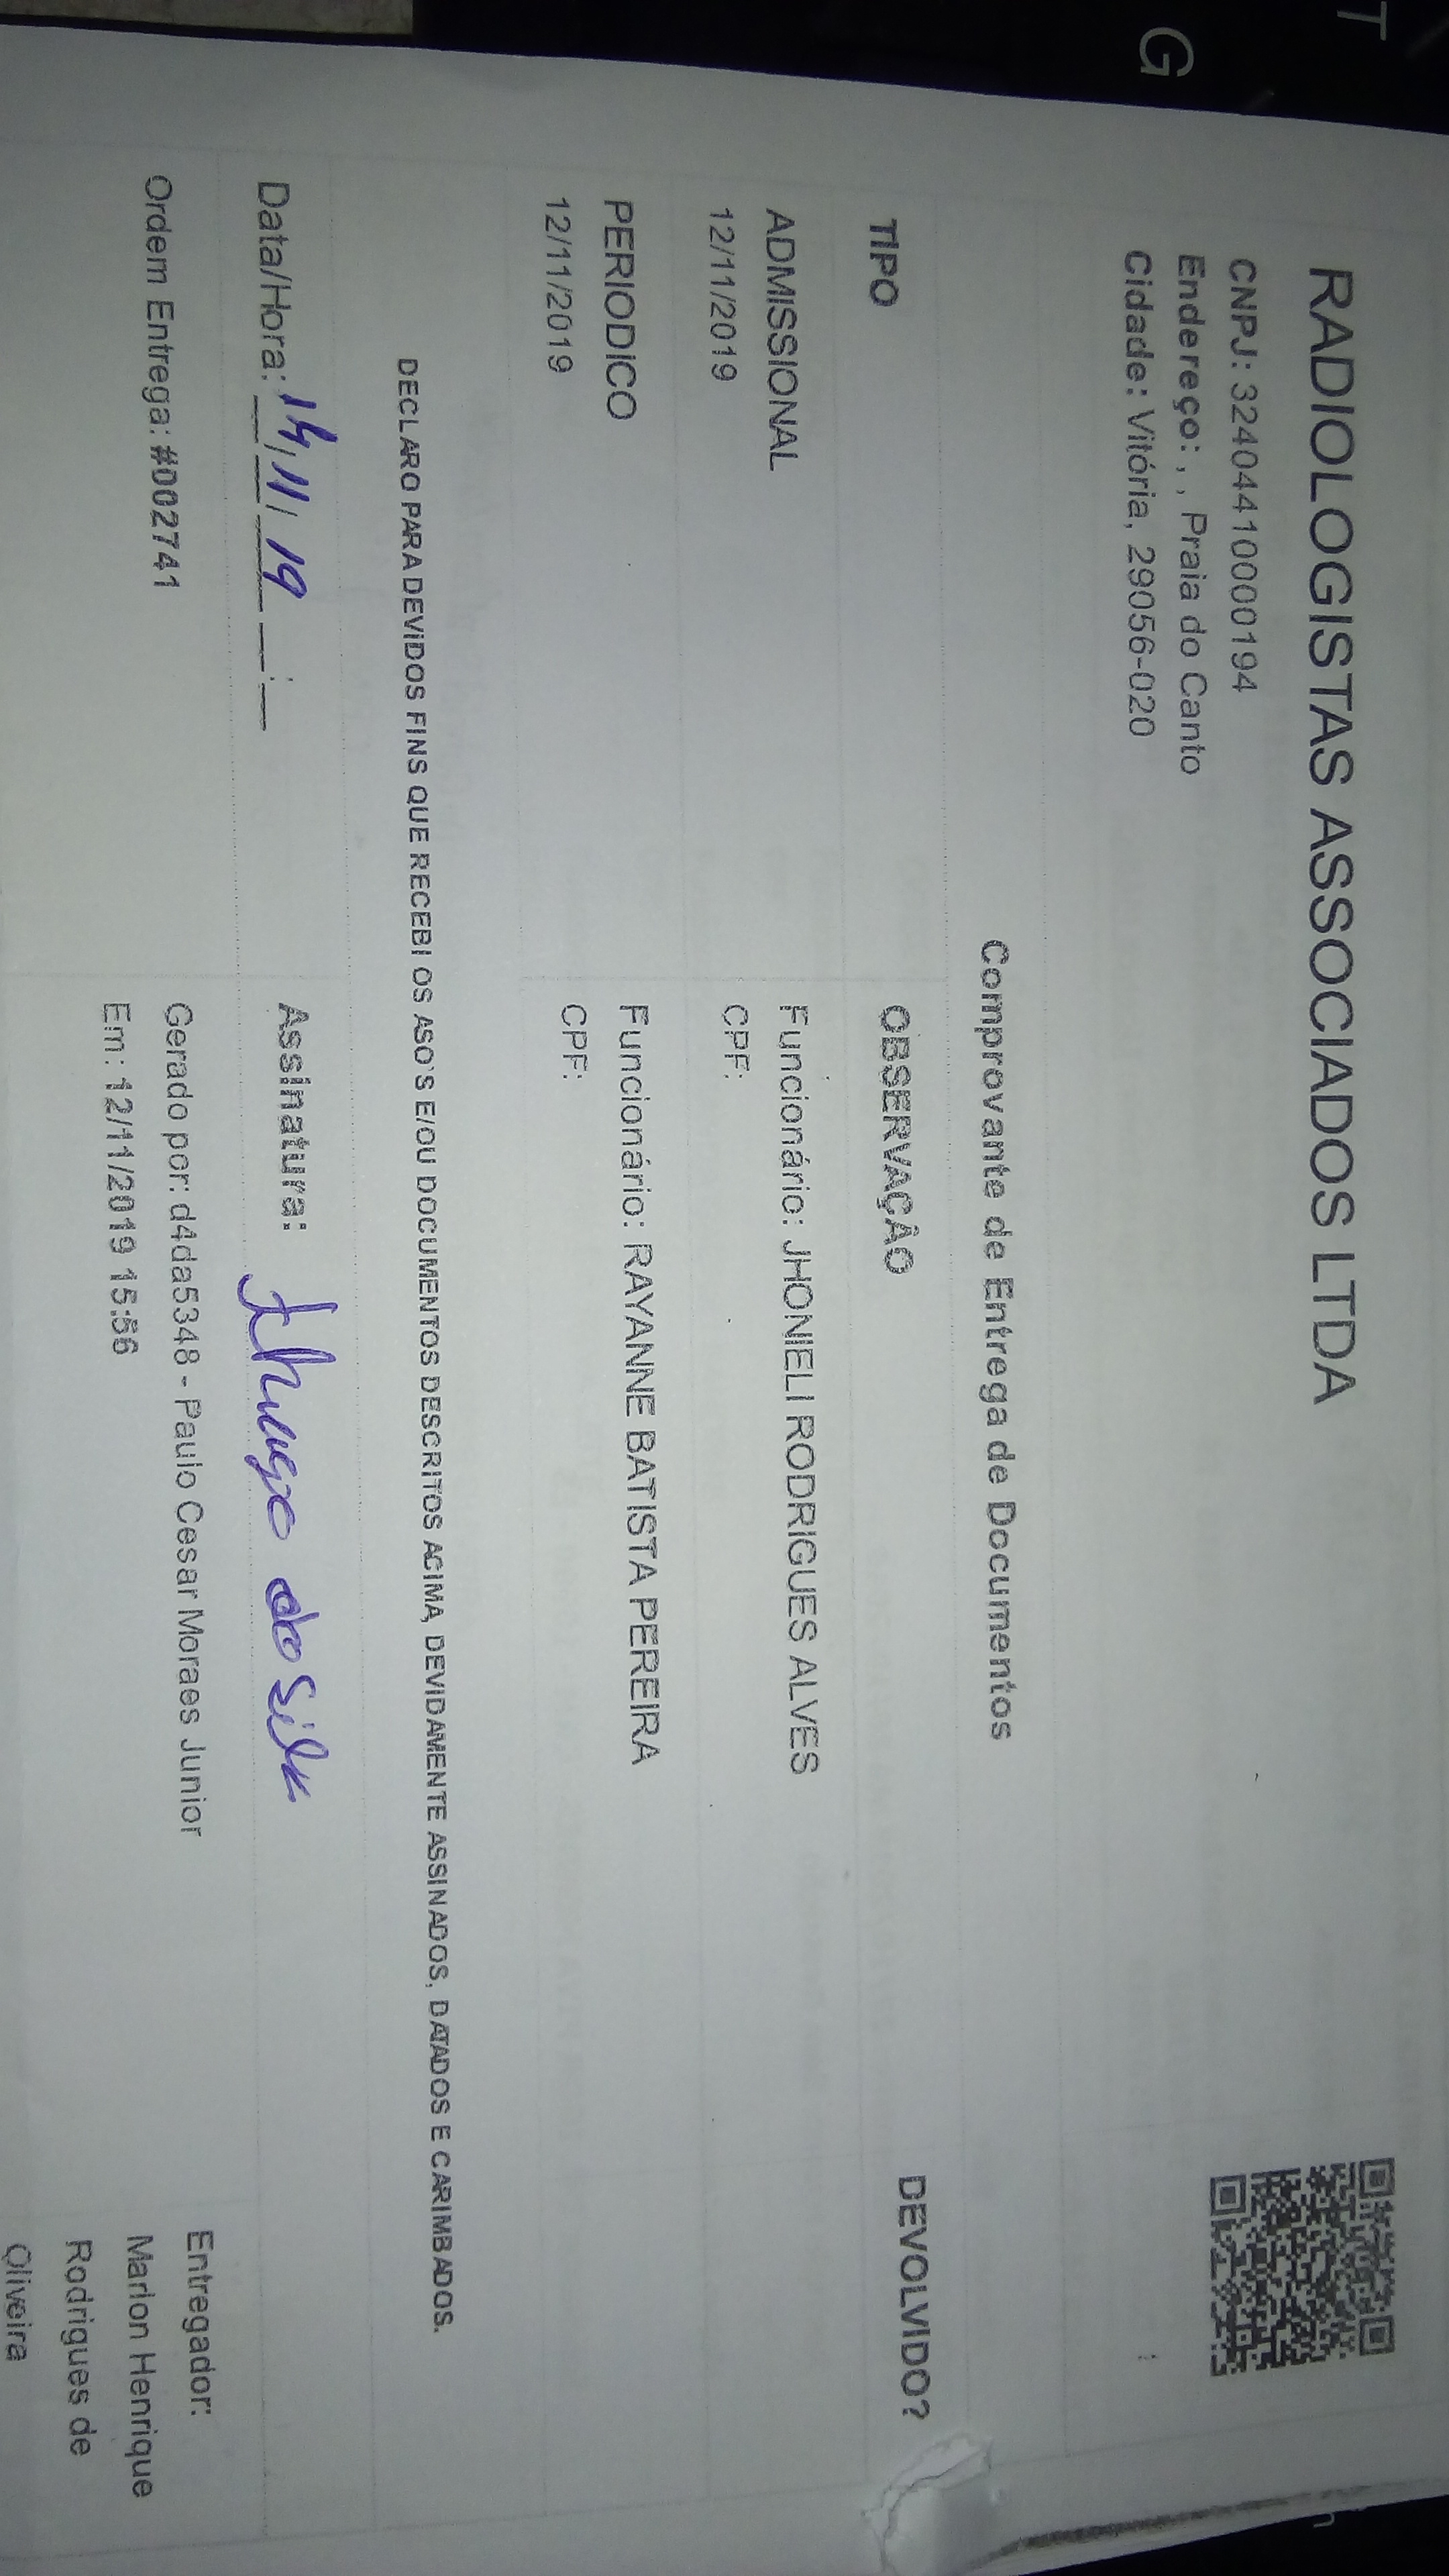 RADIOLOGISTAS ASSOCIADOS LTDA
CNPJ: 32404410000194
Endereço: , , Praia do Canto
Cidade: Vitória, 29056-020
Comprovante de Entrega de Documentos
TIPO OBSERVAÇÃO DEVOLVIDO?
ADMISSIONAL Funcionário: JHONIELI RODRIGUES ALVES
12/11/2019 CPF:
PERIODICO Funcionário: RAYANNE BATISTA PEREIRA
12/11/2019 CPF:
DECLARO PARA DEVIDOS FINS QUE RECEBI OS ASO'S E/OU DOCUMENTOS DESCRITOS ACIMA, DEVIDAMENTE ASSINADOS, DATADOS E CARIMBADOS.
Data/Hora: 14/11/19 __:__ Assinatura:
Ordem Entrega: #002741 Gerado por: d4da5348 - Paulo Cesar Moraes Junior
Em: 12/11/2019 15:56
Entregador:
Marlon Henrique
Rodrigues de
Oliveira
T
G